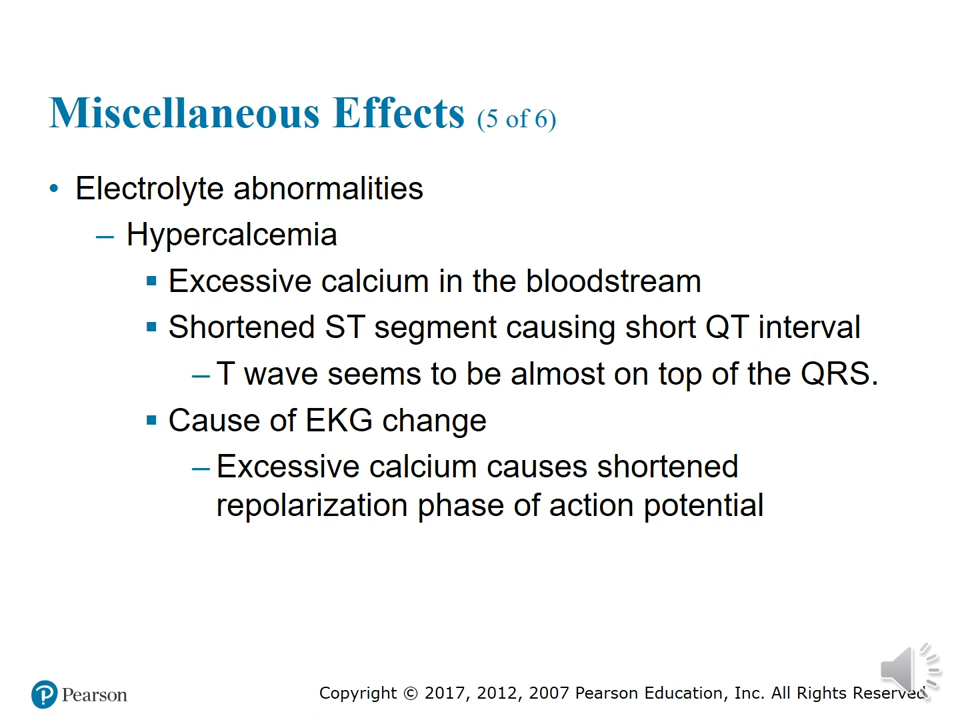 Miscellaneous Effects (5 of 6)
• Electrolyte abnormalities
– Hypercalcemia
▪ Excessive calcium in the bloodstream
▪ Shortened ST segment causing short QT interval
– T wave seems to be almost on top of the QRS.
▪ Cause of EKG change
– Excessive calcium causes shortened
repolarization phase of action potential
Pearson
Copyright © 2017, 2012, 2007 Pearson Education, Inc. All Rights Reserved